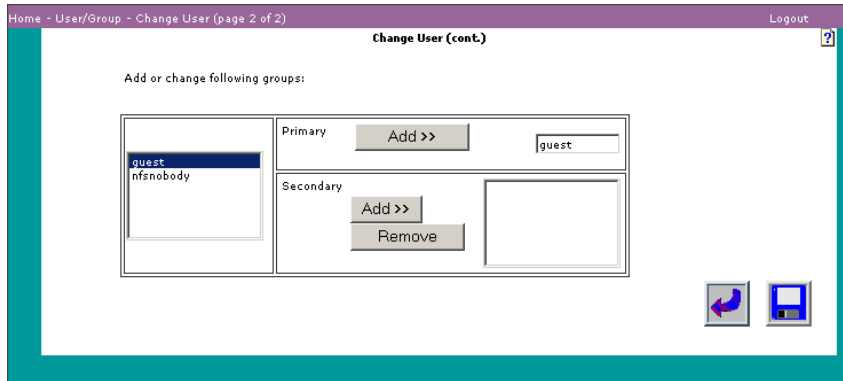 Home - User/Group - Change User (page 2 of 2) Logout
Change User (cont.)
?
Add or change following groups:
Primary
Add >>
guest
guest
nfsnobody
Secondary
Add >>
Remove